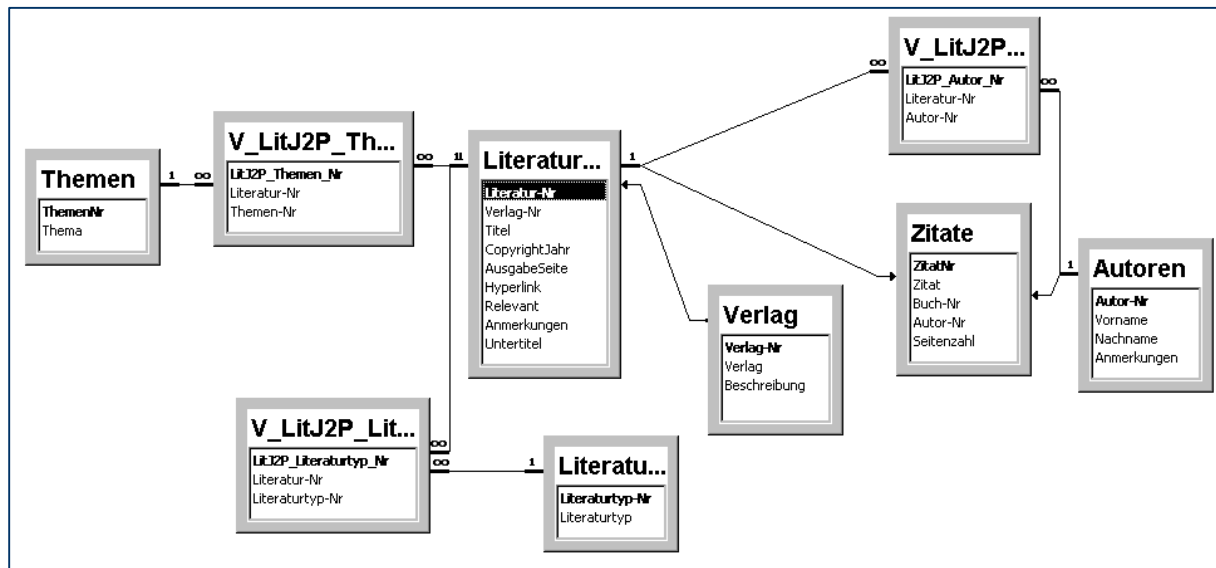 V_LitJ2P...
LitJ2P_Autor_Nr
Literatur-Nr
Autor-Nr
V_LitJ2P_Th...
LitJ2P_Themen_Nr
Literatur-Nr
Themen-Nr
Literatur...
Literatur-Nr
Verlag-Nr
Titel
CopyrightJahr
AusgabeSeite
Hyperlink
Relevant
Anmerkungen
Untertitel
Themen
ThemenNr
Thema
Zitate
ZitatNr
Zitat
Buch-Nr
Autor-Nr
Seitenzahl
Autoren
Autor-Nr
Vorname
Nachname
Anmerkungen
Verlag
Verlag-Nr
Verlag
Beschreibung
V_LitJ2P_Lit...
LitJ2P_Literaturtyp_Nr
Literatur-Nr
Literaturtyp-Nr
Literatu...
Literaturtyp-Nr
Literaturtyp
1
∞
∞
11
1
∞
∞
1
∞
∞
1